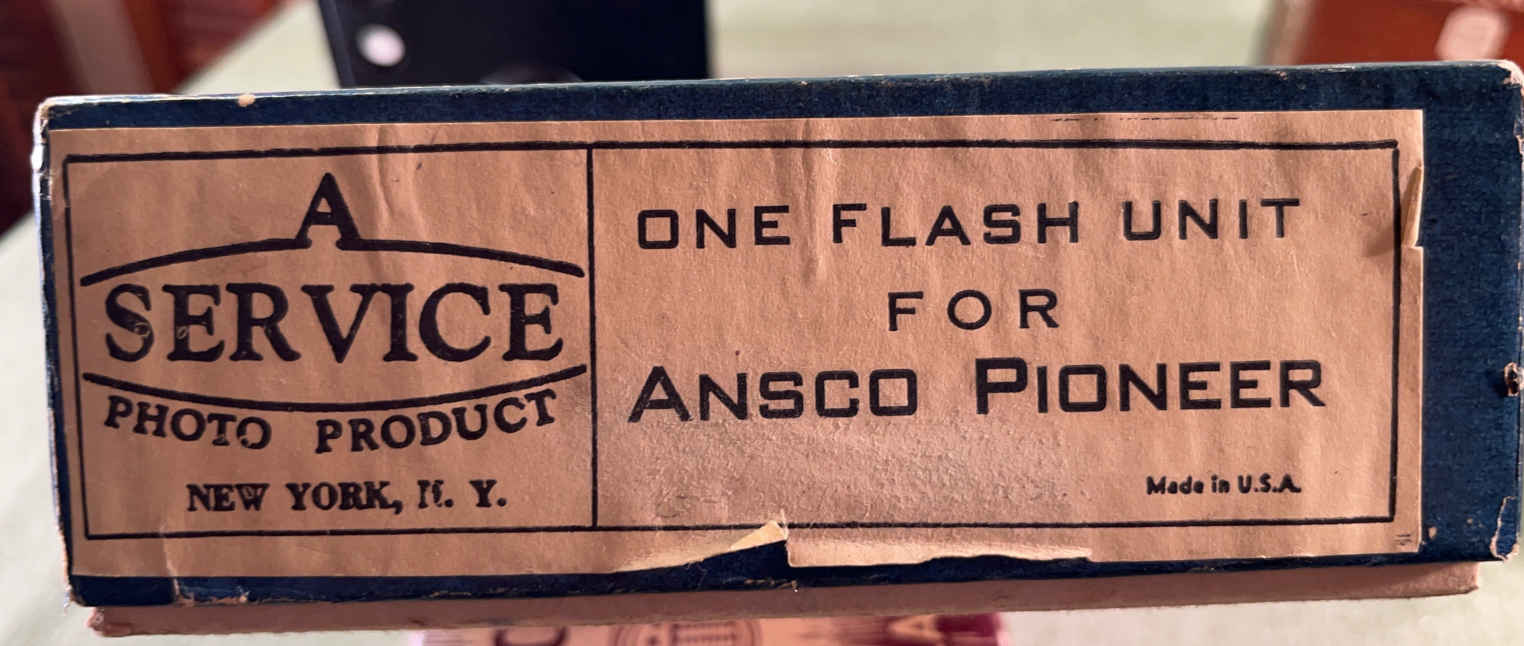 A
SERVICE
PHOTO PRODUCT
NEW YORK, N. Y.
ONE FLASH UNIT
FOR
ANSCO PIONEER
Made in U.S.A.